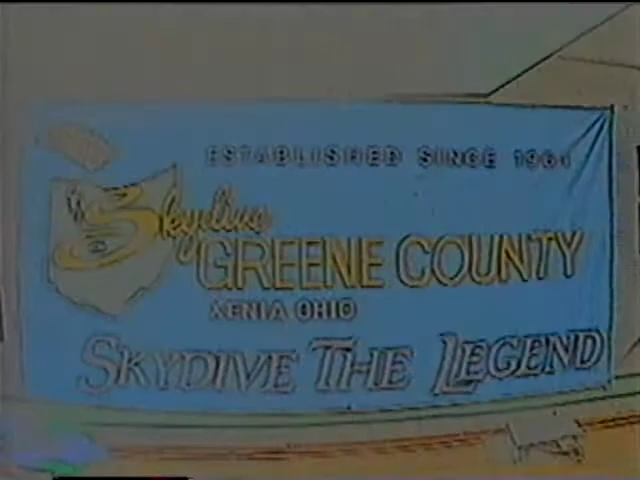 ESTABLISHED SINCE 1961
Skydive
GREENE COUNTY
XENIA OHIO
SKYDIVE THE LEGEND